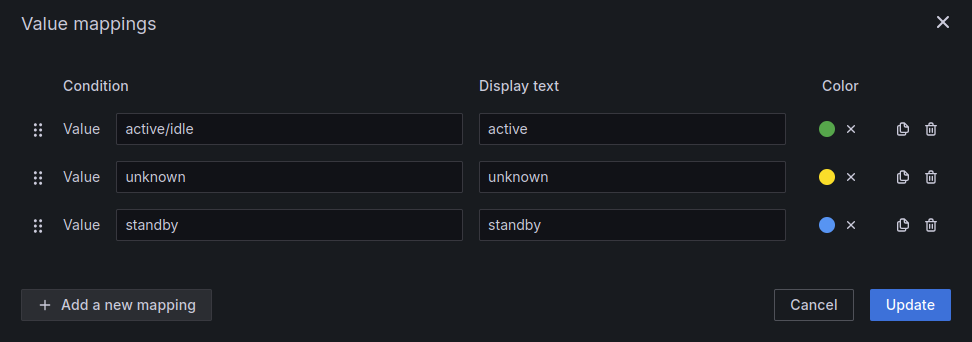 Value mappings
Condition Display text Color
Value active/idle active
Value unknown unknown
Value standby standby
Add a new mapping Cancel Update